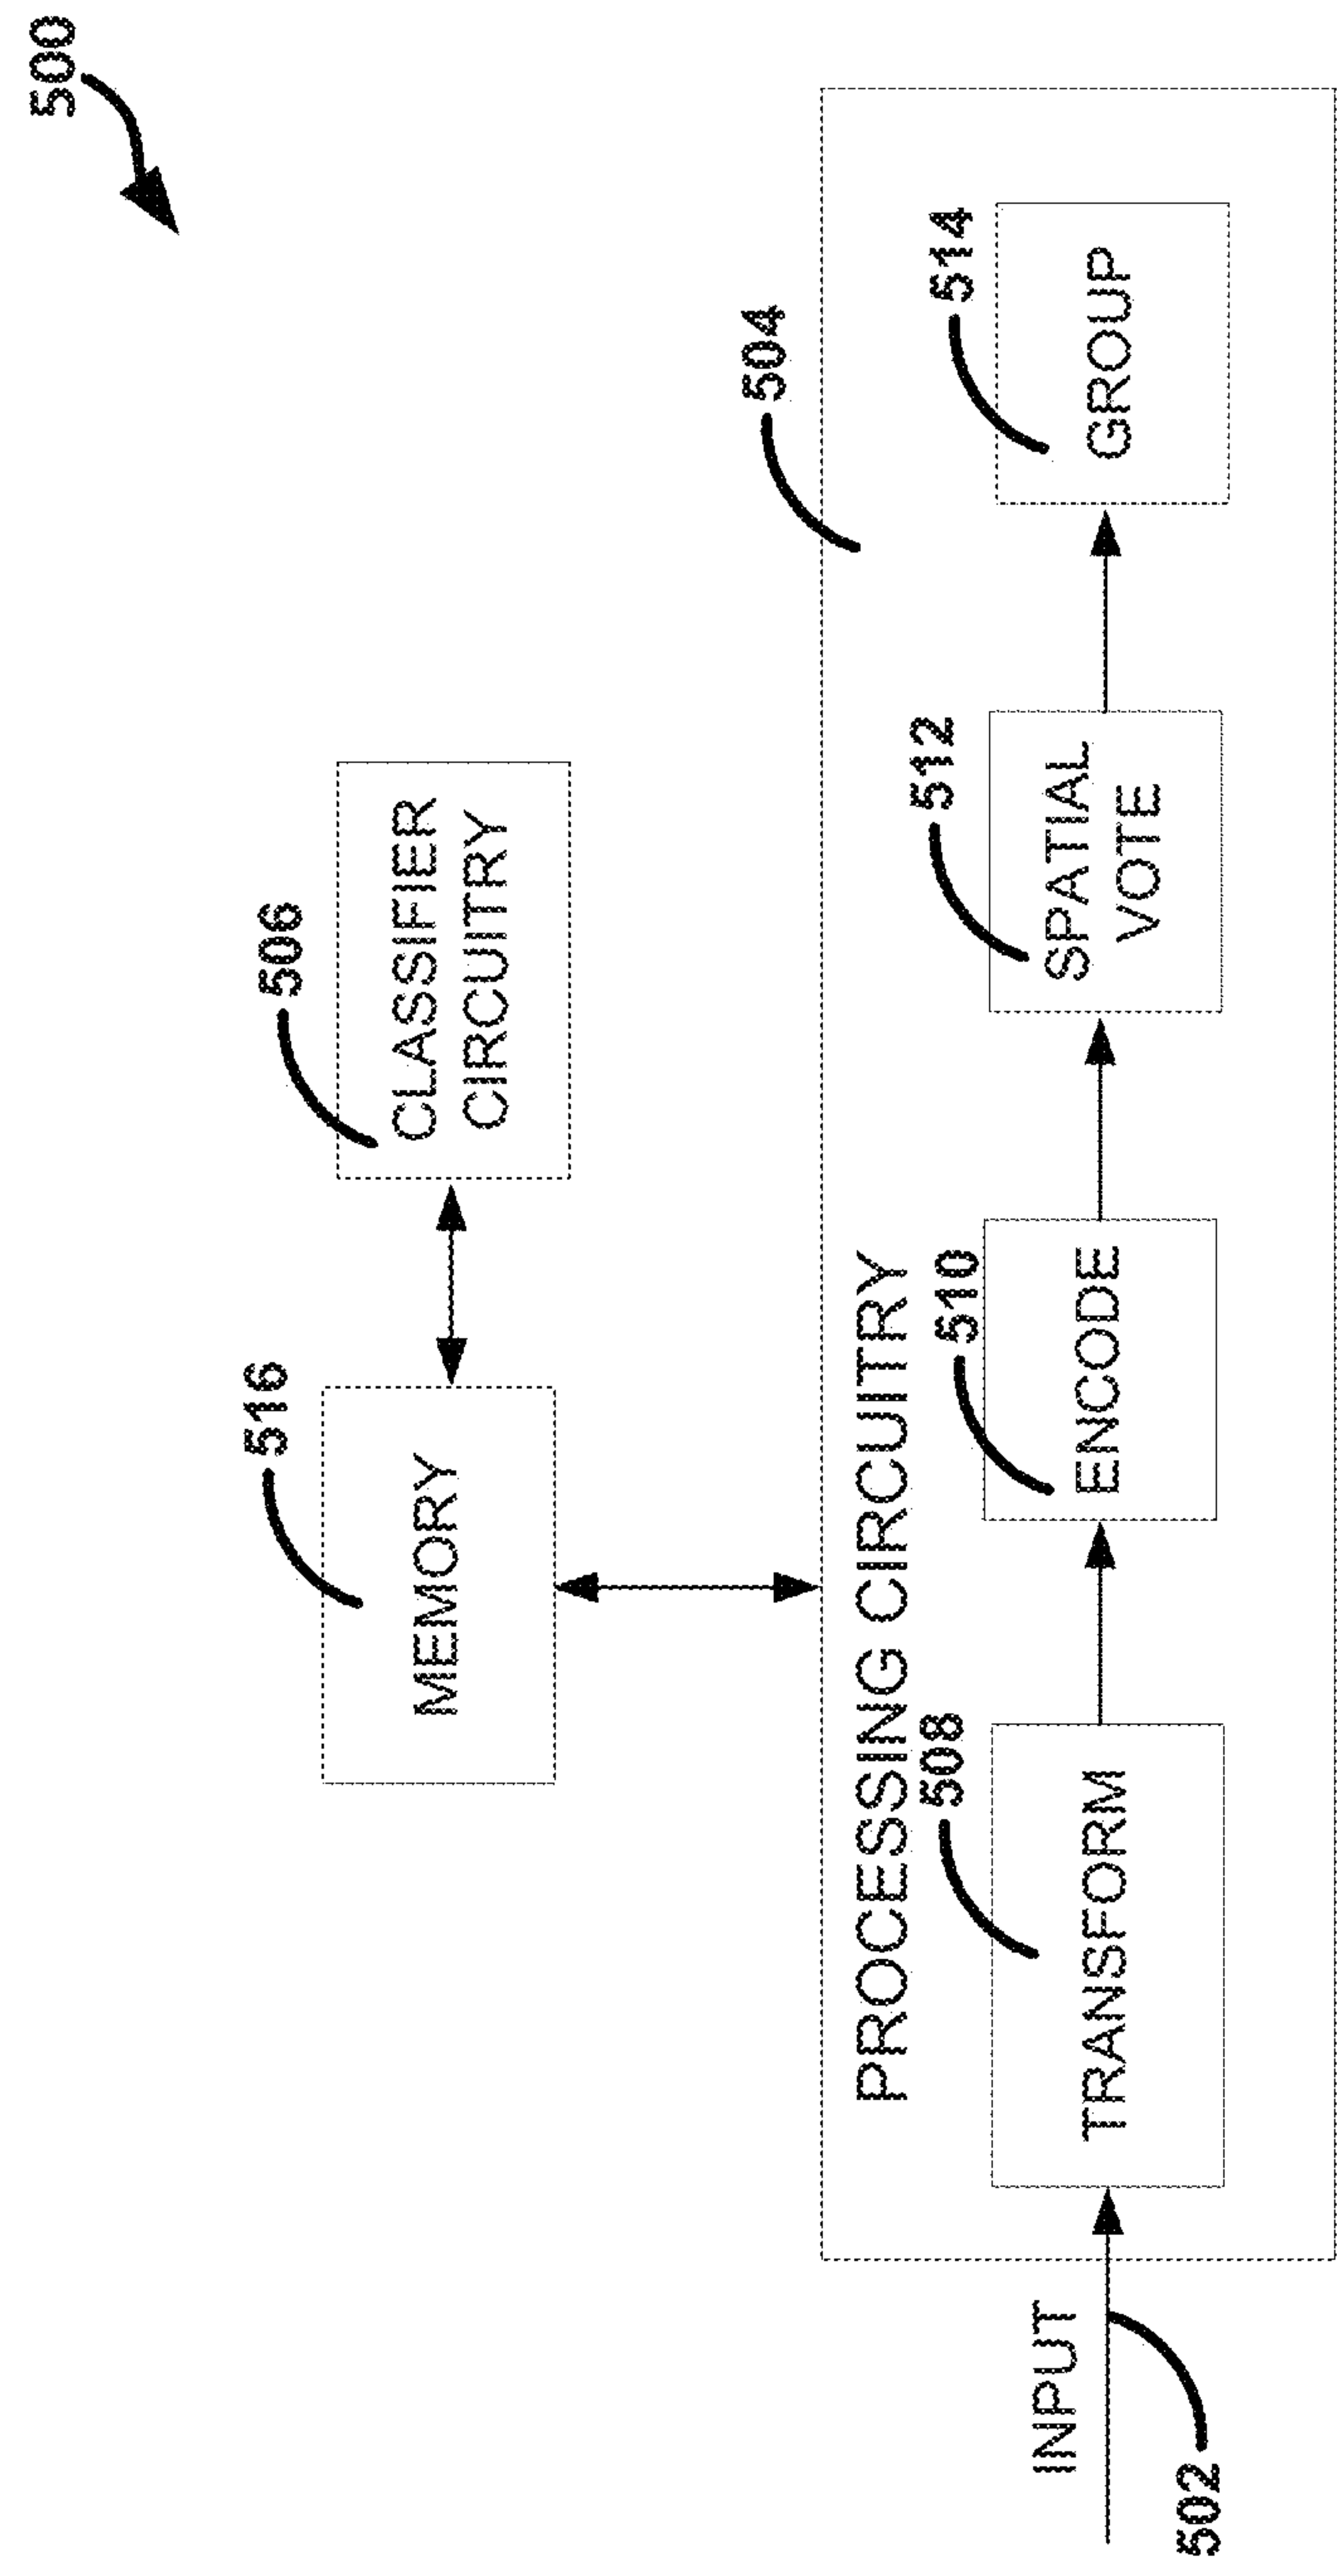 500
516
506
MEMORY
CLASSIFIER
CIRCUITRY
504
PROCESSING CIRCUITRY
508
510
512
514
INPUT
TRANSFORM
ENCODE
SPATIAL
VOTE
GROUP
502